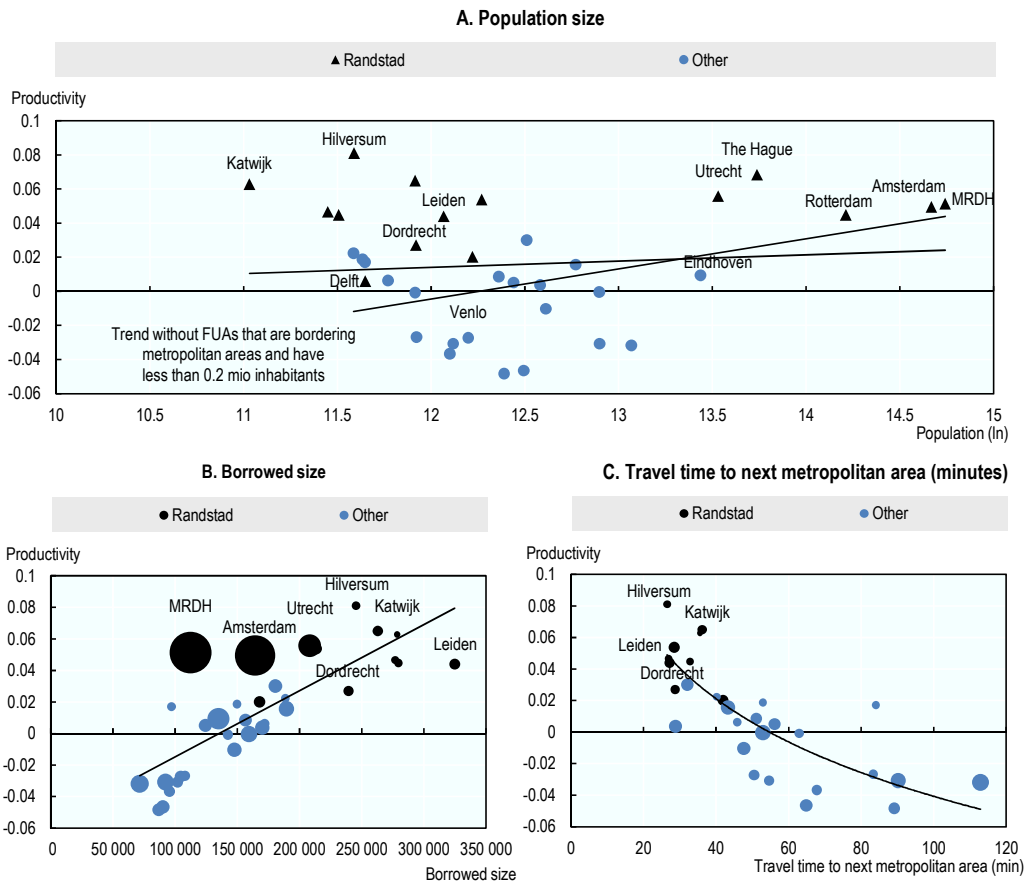 A. Population size
Randstad
Other
Productivity
0.1
0.08
0.06
0.04
0.02
0
-0.02
-0.04
-0.06
Hilversum
Katwijk
The Hague
Utrecht
Leiden
Amsterdam
MRDH
Rotterdam
Dordrecht
Eindhoven
Delft
Venlo
Trend without FUAs that are bordering
metropolitan areas and have
less than 0.2 mio inhabitants
10
10.5
11
11.5
12
12.5
13
13.5
14
14.5
15
Population (ln)
B. Borrowed size
Randstad
Other
Productivity
0.1
0.08
0.06
0.04
0.02
0
-0.02
-0.04
-0.06
Hilversum
MRDH
Utrecht
Katwijk
Amsterdam
Leiden
Dordrecht
0
50 000
100 000
150 000
200 000
250 000
300 000
350 000
Borrowed size
C. Travel time to next metropolitan area (minutes)
Randstad
Other
Productivity
0.1
0.08
0.06
0.04
0.02
0
-0.02
-0.04
-0.06
Hilversum
Katwijk
Leiden
Dordrecht
0
20
40
60
80
100
120
Travel time to next metropolitan area (min)